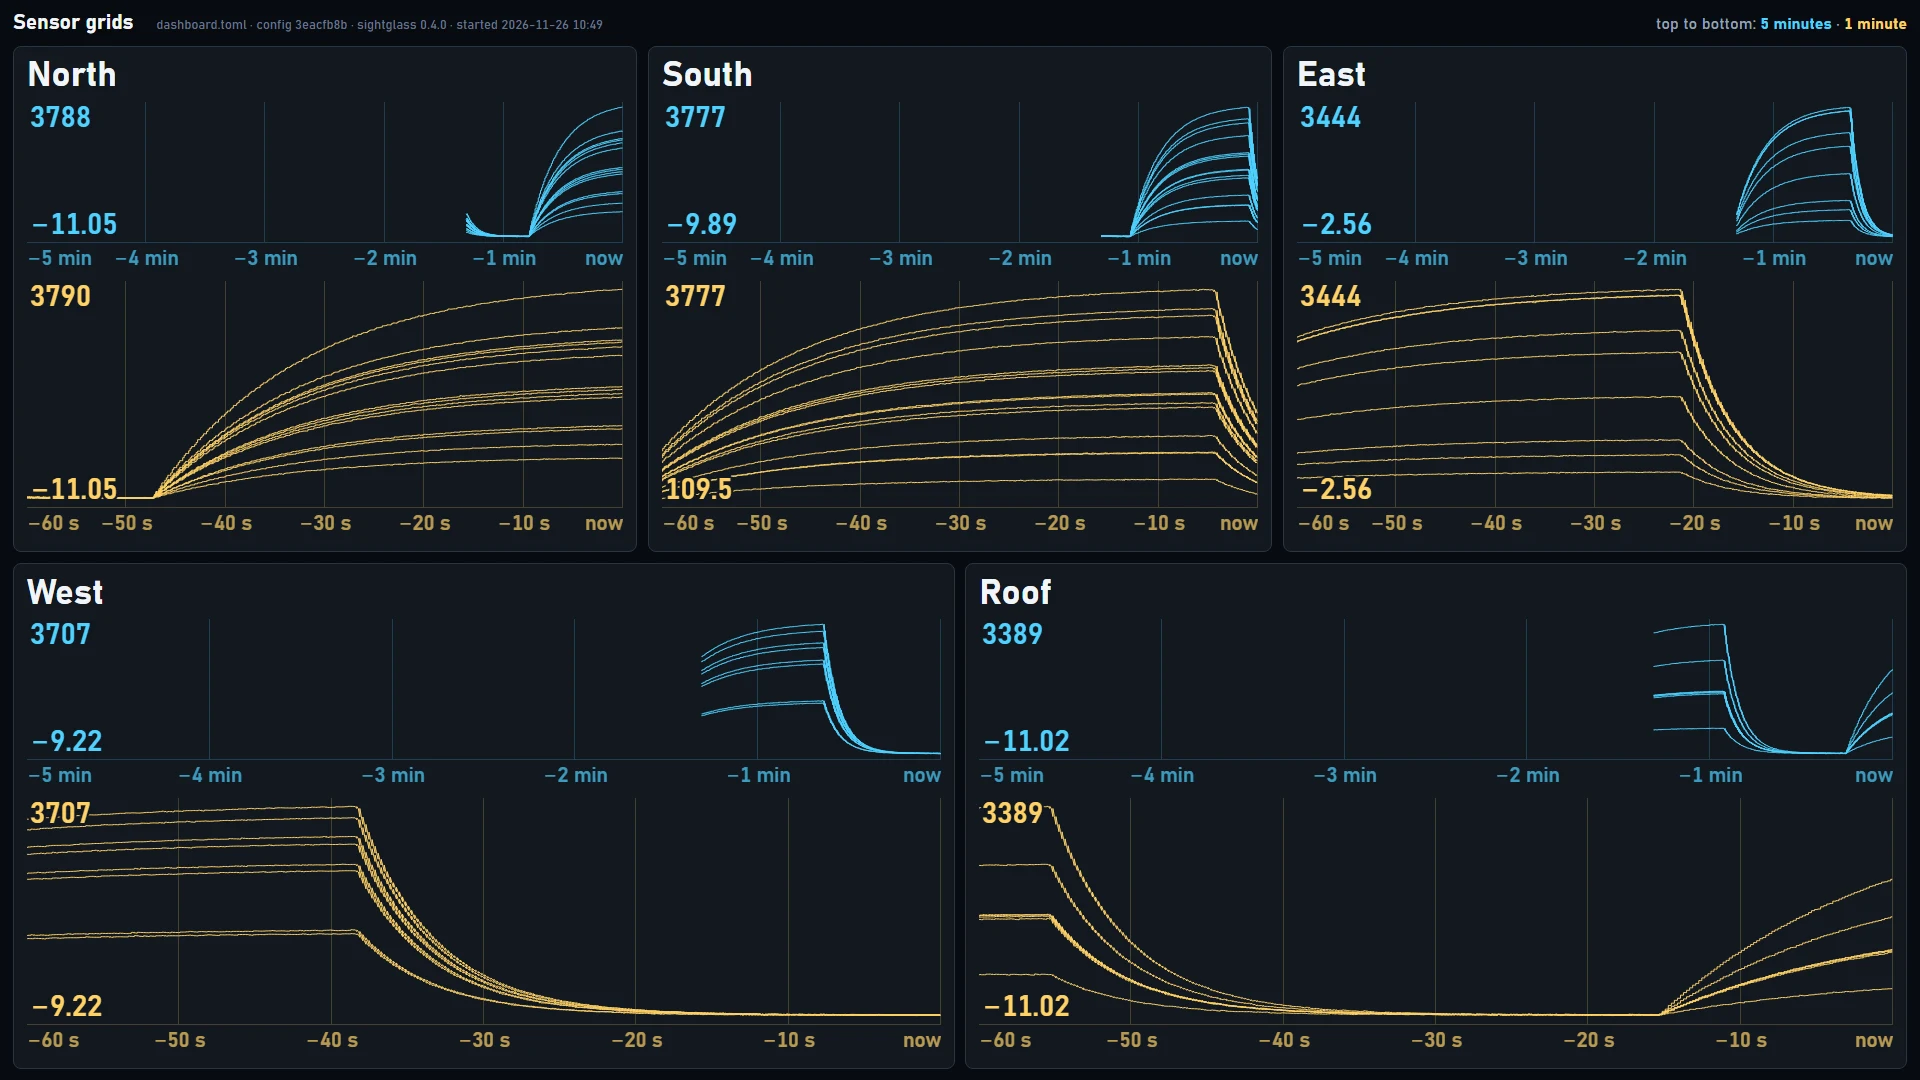 Sensor grids dashboard.toml · config 3eacfb8b · sightglass 0.4.0 · started 2026-11-26 10:49 top to bottom: 5 minutes · 1 minute
North
3788
−11.05
−5 min −4 min −3 min −2 min −1 min now
3790
−11.05
−60 s −50 s −40 s −30 s −20 s −10 s now
South
3777
−9.89
−5 min −4 min −3 min −2 min −1 min now
3777
109.5
−60 s −50 s −40 s −30 s −20 s −10 s now
East
3444
−2.56
−5 min −4 min −3 min −2 min −1 min now
3444
−2.56
−60 s −50 s −40 s −30 s −20 s −10 s now
West
3707
−9.22
−5 min −4 min −3 min −2 min −1 min now
3707
−9.22
−60 s −50 s −40 s −30 s −20 s −10 s now
Roof
3389
−11.02
−5 min −4 min −3 min −2 min −1 min now
3389
−11.02
−60 s −50 s −40 s −30 s −20 s −10 s now